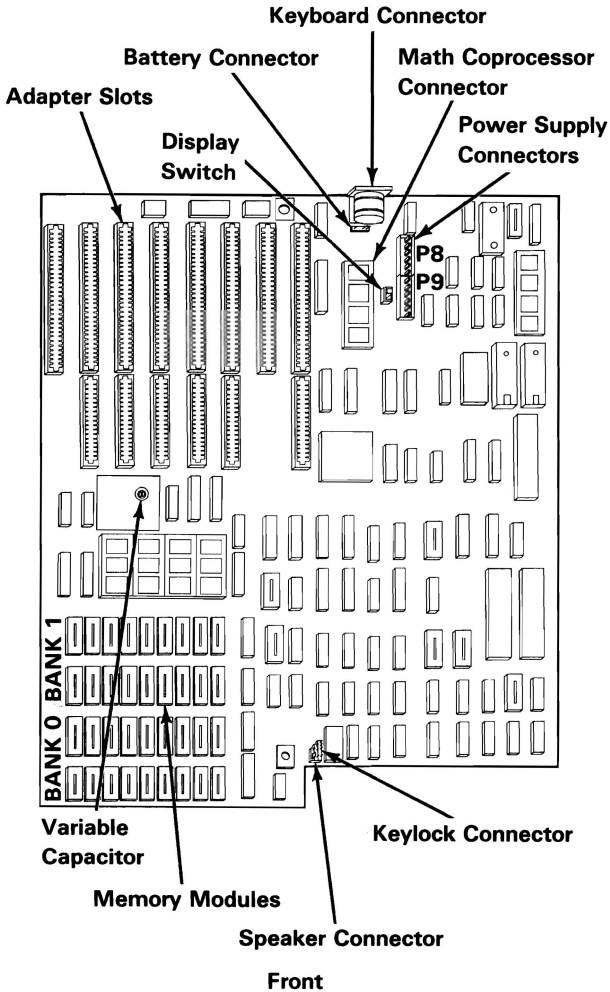 Keyboard Connector
Battery Connector
Math Coprocessor
Connector
Adapter Slots
Power Supply
Connectors
Display
Switch
P8
P9
BANK 1
BANK 0
Variable
Capacitor
Keylock Connector
Memory Modules
Speaker Connector
Front